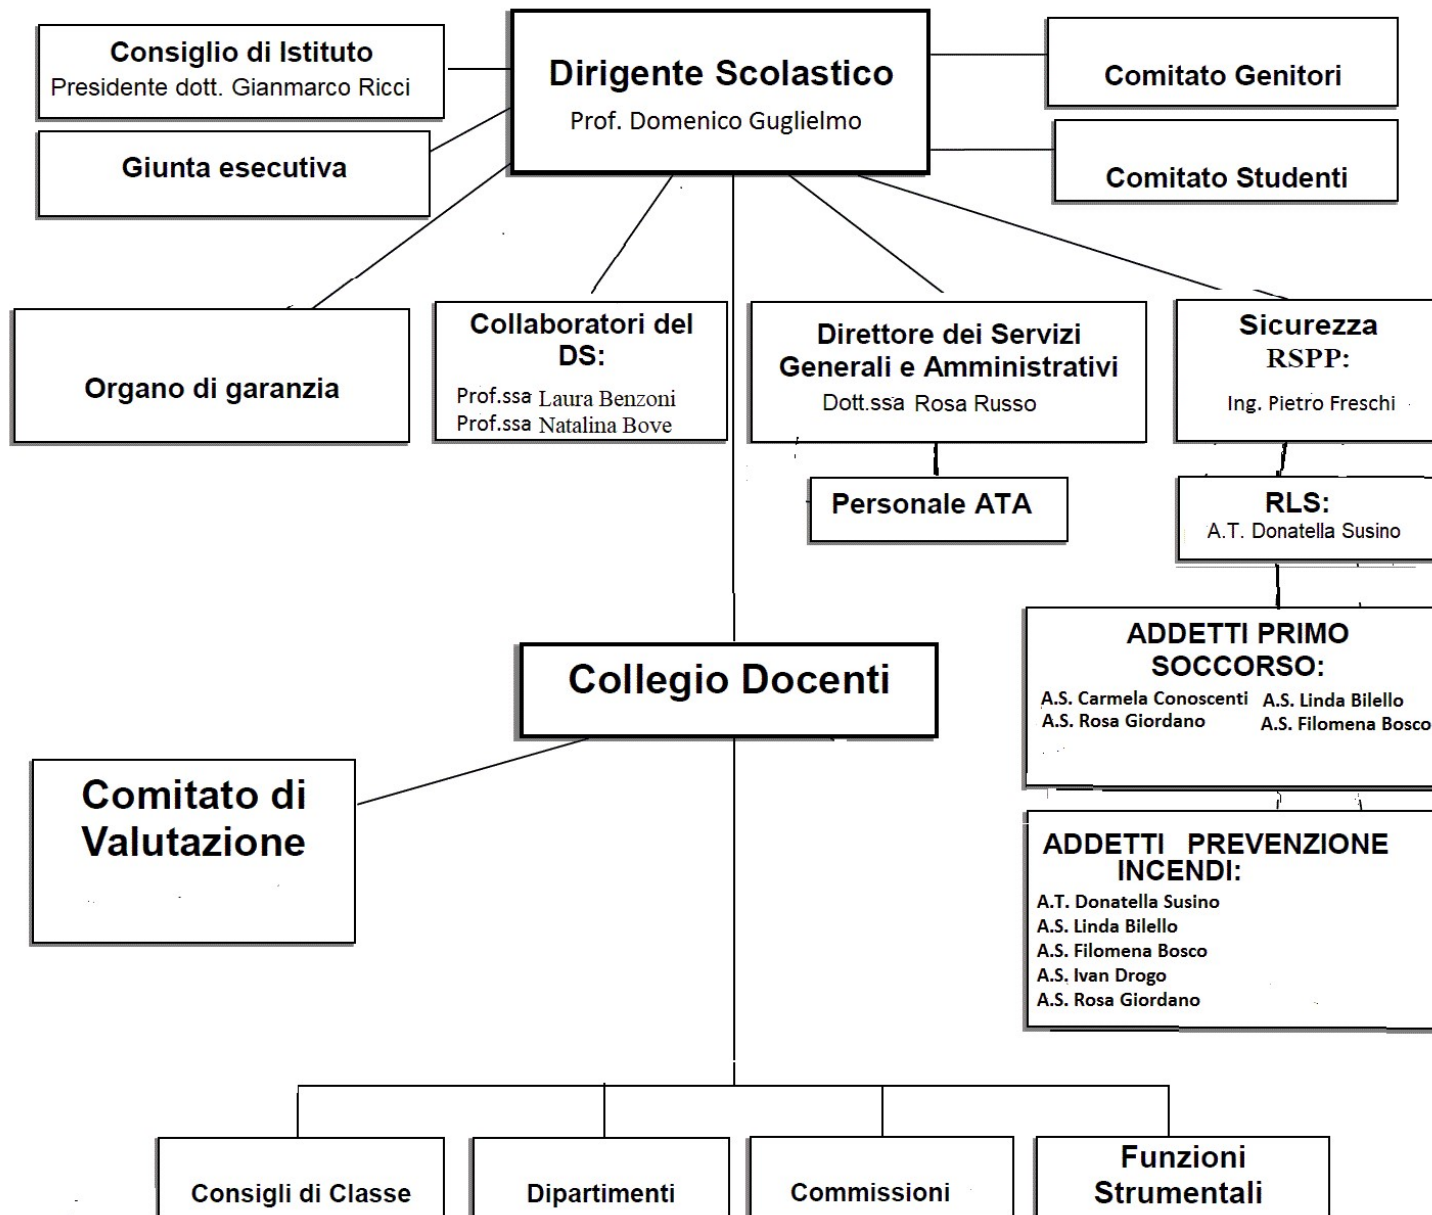 Consiglio di Istituto
Presidente dott. Gianmarco Ricci
Giunta esecutiva
Dirigente Scolastico
Prof. Domenico Guglielmo
Comitato Genitori
Comitato Studenti
Organo di garanzia
Collaboratori del
DS:
Prof.ssa Laura Benzoni
Prof.ssa Natalina Bove
Direttore dei Servizi
Generali e Amministrativi
Dott.ssa Rosa Russo
Personale ATA
Sicurezza
RSPP:
Ing. Pietro Freschi
RLS:
A.T. Donatella Susino
ADDETTI PRIMO
SOCCORSO:
A.S. Carmela Conoscenti A.S. Linda Bilello
A.S. Rosa Giordano A.S. Filomena Bosco
ADDETTI PREVENZIONE
INCENDI:
A.T. Donatella Susino
A.S. Linda Bilello
A.S. Filomena Bosco
A.S. Ivan Drogo
A.S. Rosa Giordano
Collegio Docenti
Comitato di
Valutazione
Consigli di Classe
Dipartimenti
Commissioni
Funzioni
Strumentali